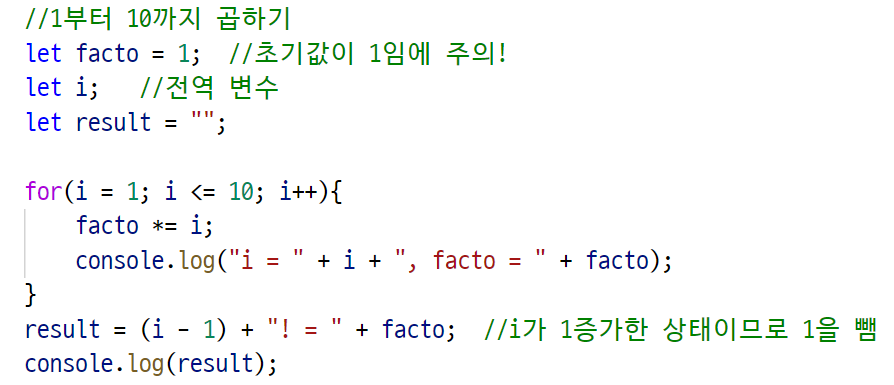 //1부터 10까지 곱하기
let facto = 1;  //초기값이 1임에 주의!
let i;   //전역 변수
let result = "";

for(i = 1; i <= 10; i++){
    facto *= i;
    console.log("i = " + i + ", facto = " + facto);
}
result = (i - 1) + "! = " + facto;  //i가 1증가한 상태이므로 1을 뺌
console.log(result);